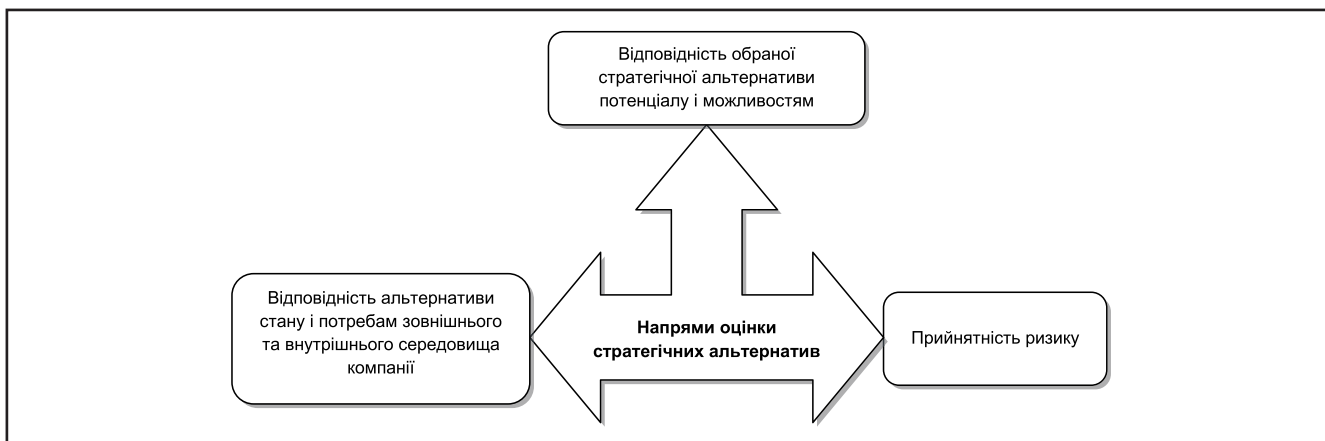 Відповідність обраної
стратегічної альтернативи
потенціалу і можливостям
Відповідність альтернативи
стану і потребам зовнішнього
та внутрішнього середовища
компанії
Напрями оцінки
стратегічних альтернатив
Прийнятність ризику